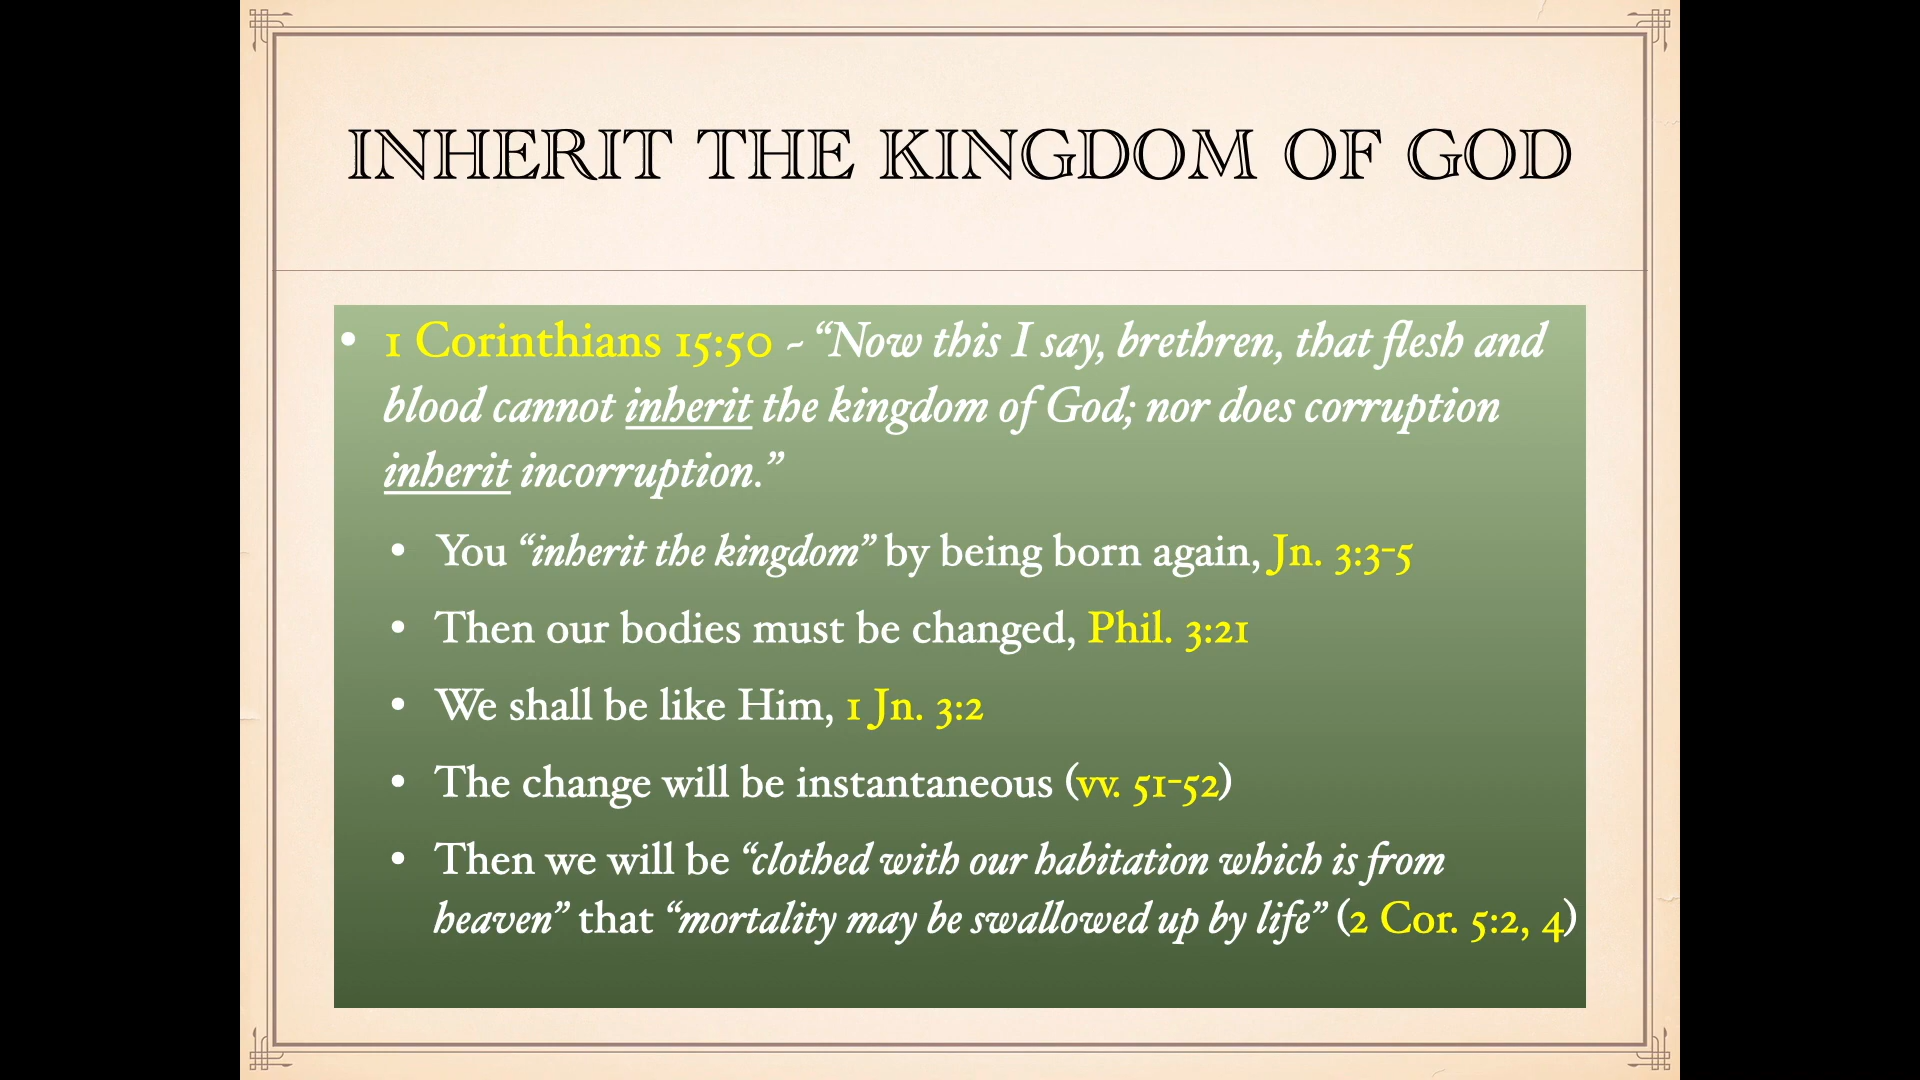 INHERIT THE KINGDOM OF GOD
• 1 Corinthians 15:50 - “Now this I say, brethren, that flesh and
blood cannot inherit the kingdom of God; nor does corruption
inherit incorruption.”
• You “inherit the kingdom” by being born again, Jn. 3:3-5
• Then our bodies must be changed, Phil. 3:21
• We shall be like Him, 1 Jn. 3:2
• The change will be instantaneous (vv. 51-52)
• Then we will be “clothed with our habitation which is from
heaven” that “mortality may be swallowed up by life” (2 Cor. 5:2, 4)